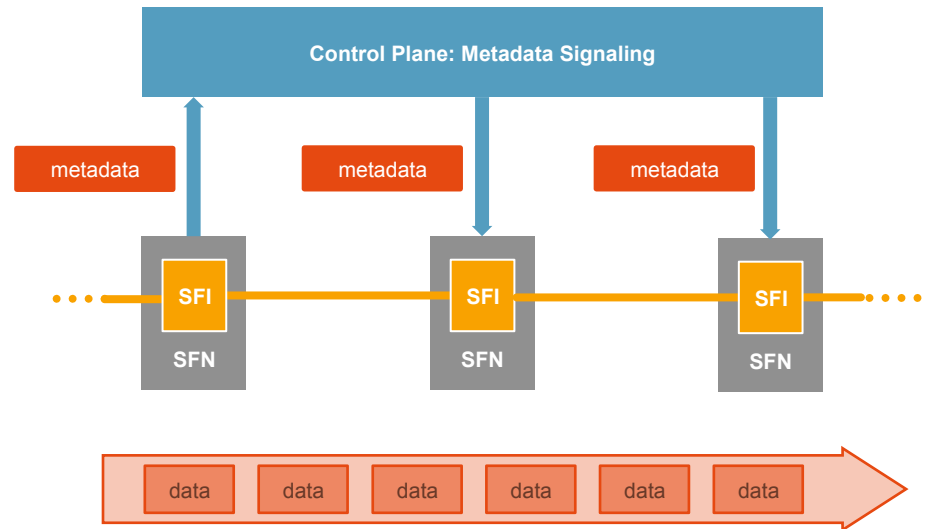 Control Plane: Metadata Signaling
metadata
metadata
metadata
SFI
SFI
SFI
SFN
SFN
SFN
data
data
data
data
data
data